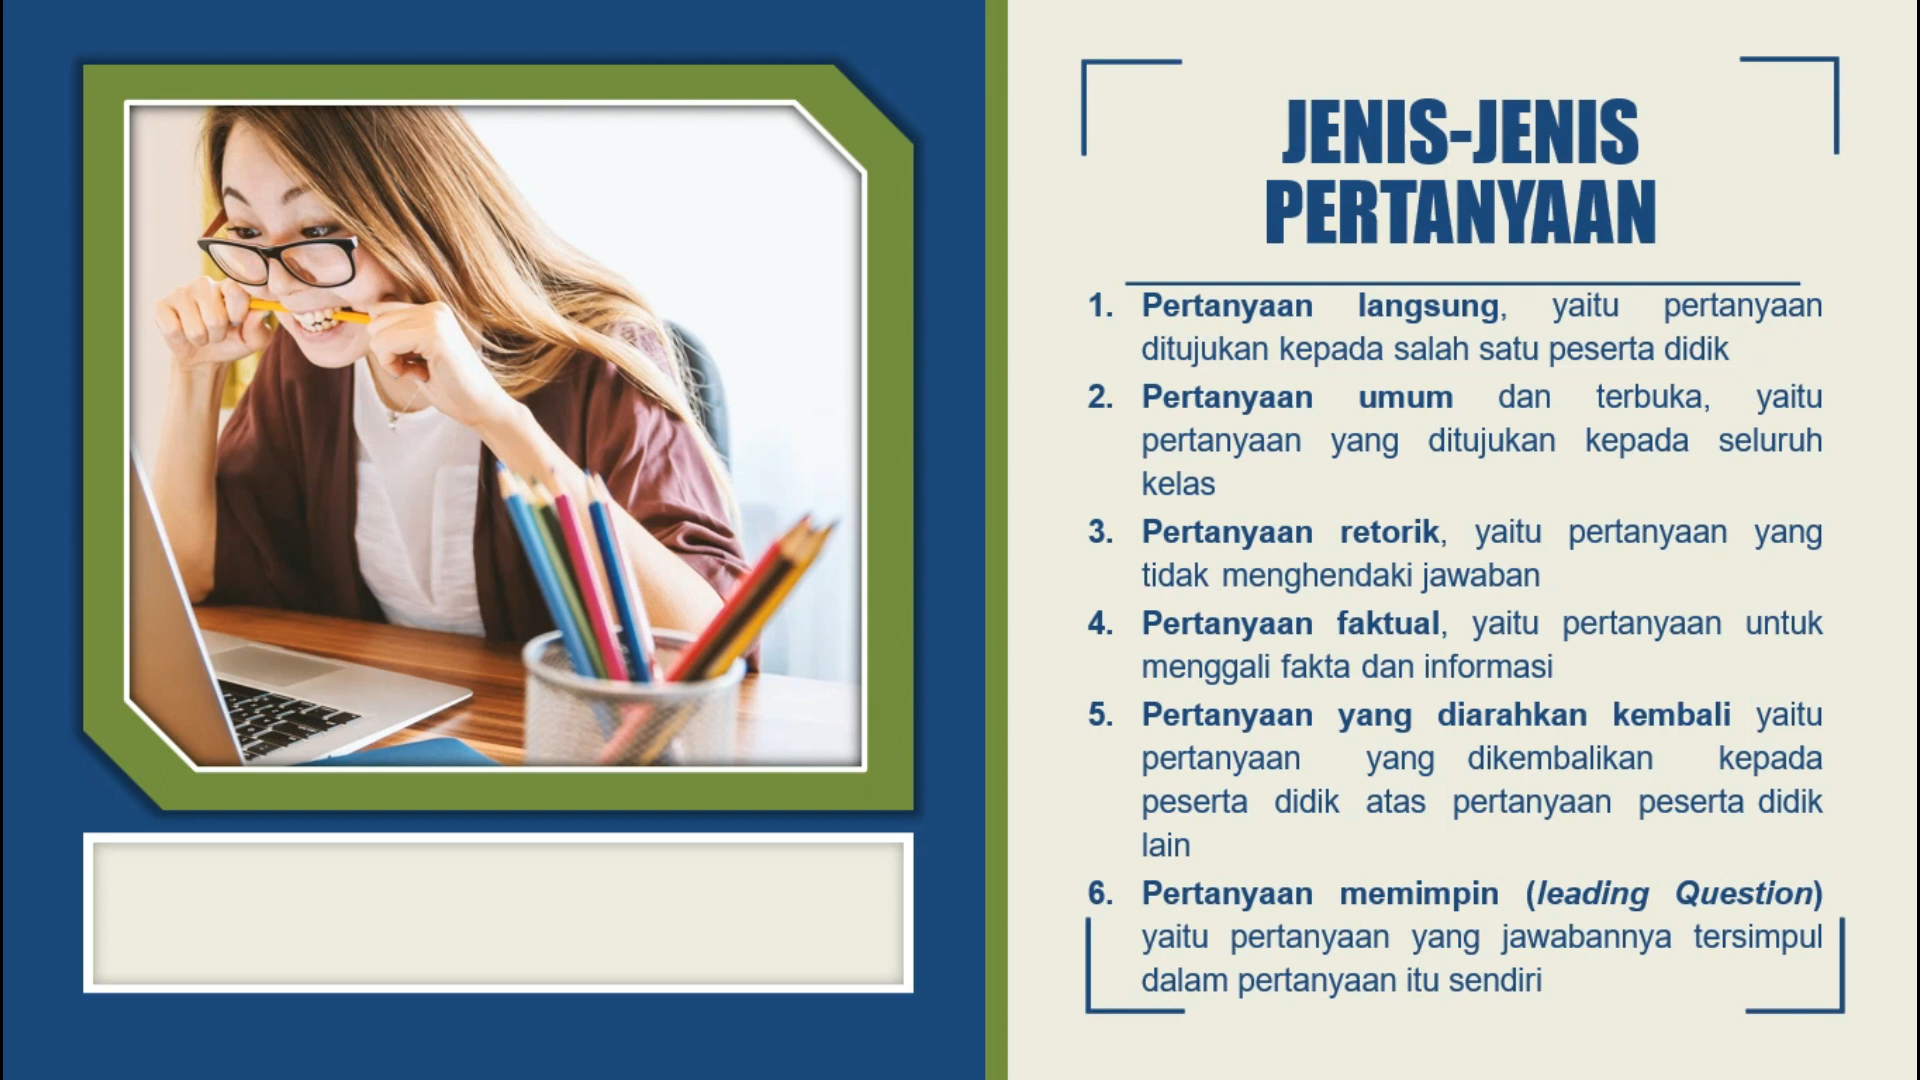 JENIS-JENIS
PERTANYAAN
1. Pertanyaan langsung, yaitu pertanyaan
ditujukan kepada salah satu peserta didik
2. Pertanyaan umum dan terbuka, yaitu
pertanyaan yang ditujukan kepada seluruh
kelas
3. Pertanyaan retorik, yaitu pertanyaan yang
tidak menghendaki jawaban
4. Pertanyaan faktual, yaitu pertanyaan untuk
menggali fakta dan informasi
5. Pertanyaan yang diarahkan kembali yaitu
pertanyaan yang dikembalikan kepada
peserta didik atas pertanyaan peserta didik
lain
6. Pertanyaan memimpin (leading Question)
yaitu pertanyaan yang jawabannya tersimpul
dalam pertanyaan itu sendiri